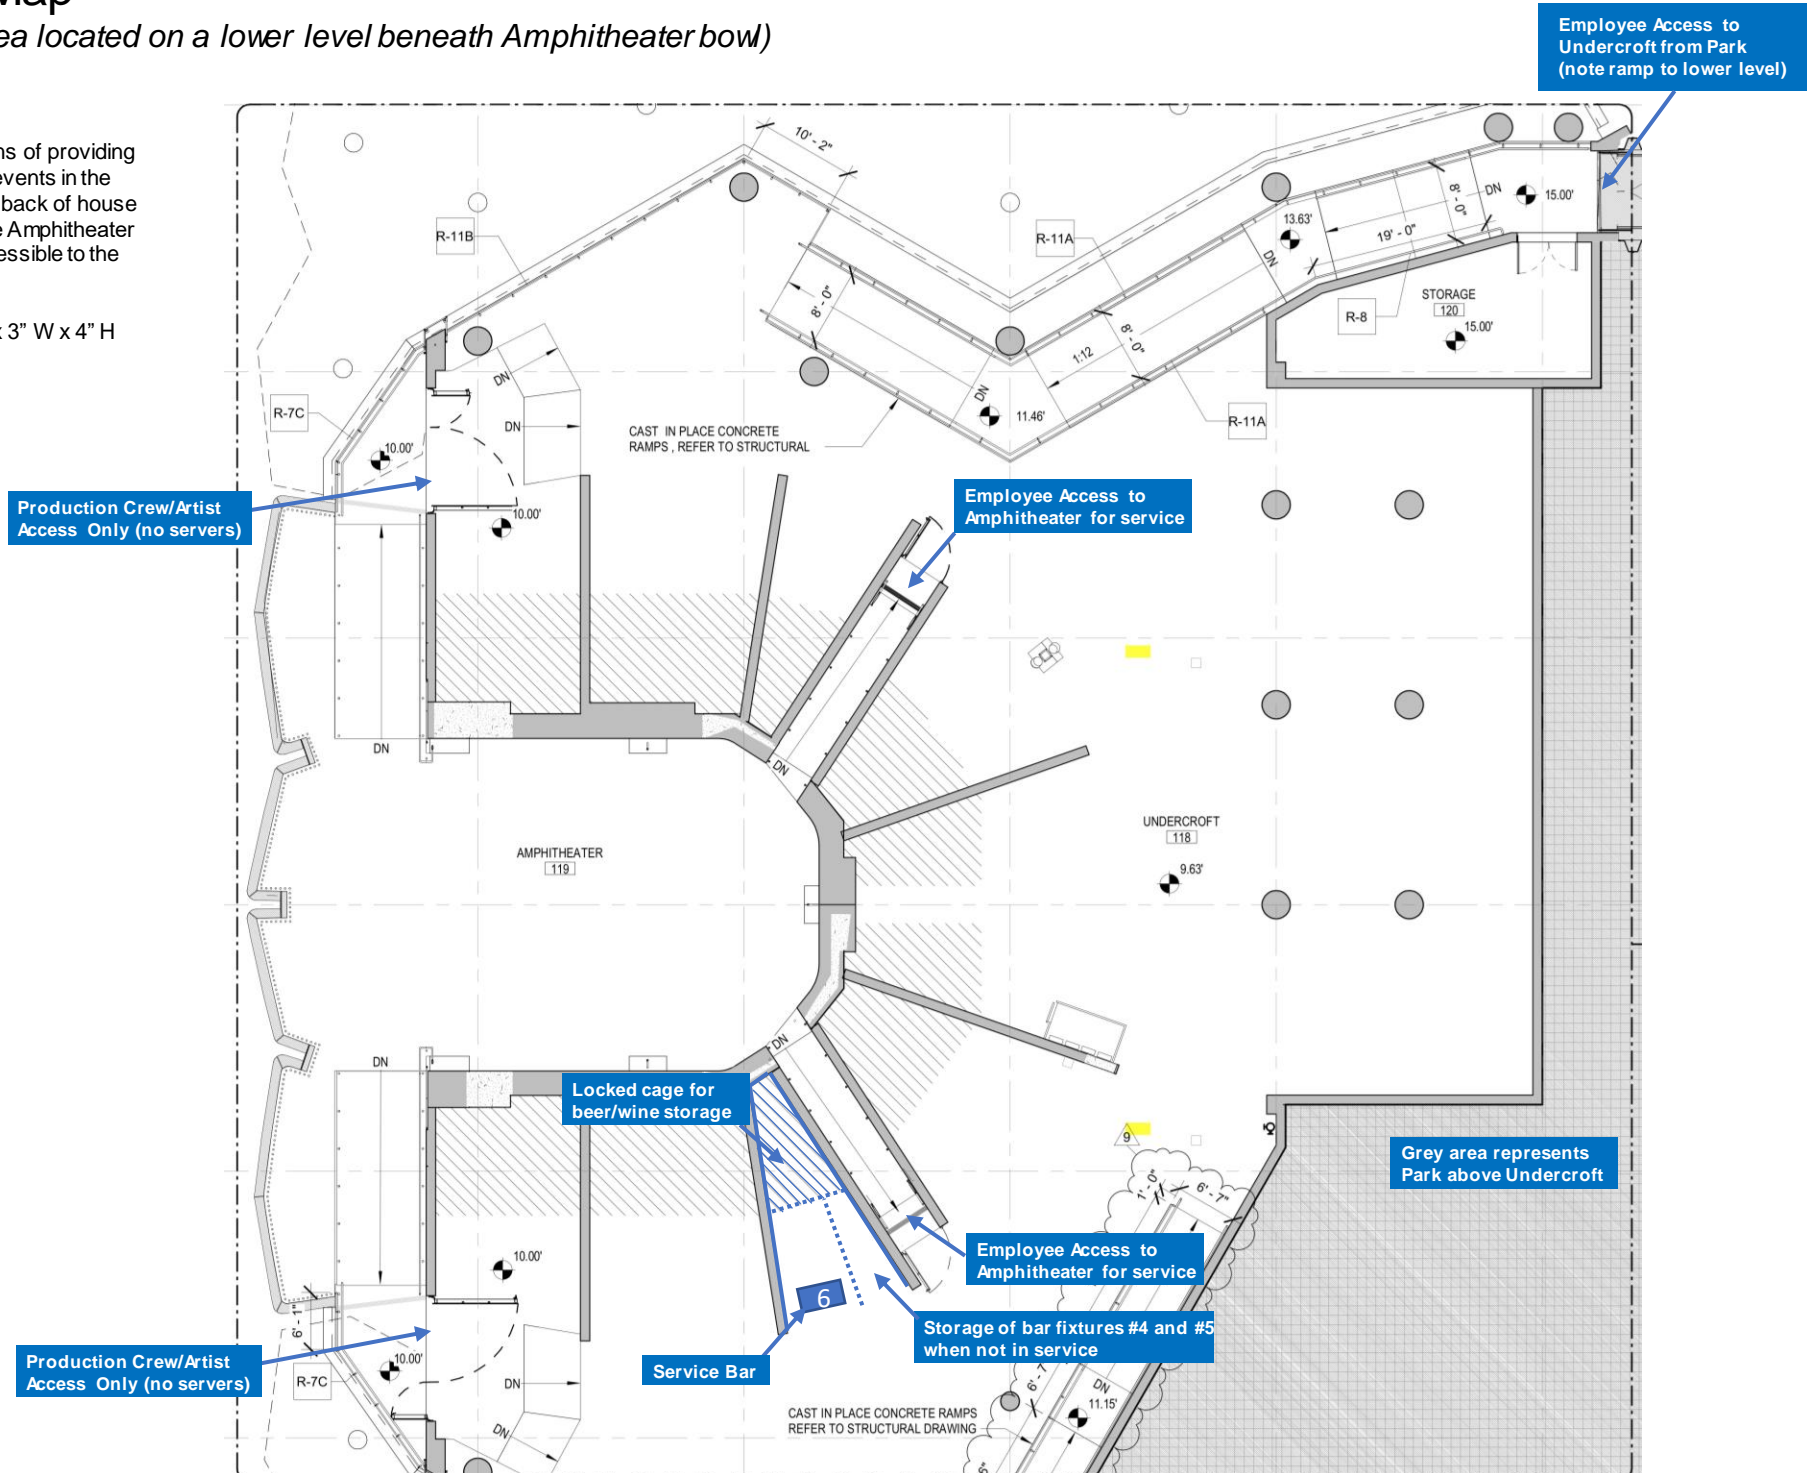 Map
ea located on a lower level beneath Amphitheater bowl)
ns of providing
events in the
back of house
e Amphitheater
essible to the
x 3” W x 4” H
Employee Access to
Undercroft from Park
(note ramp to lower level)
10' - 2"
R-11B
R-11A
13.63'
DN
19' - 0"
8' - 0"
DN
15.00'
STORAGE
120
15.00'
R-8
8' - 0"
8' - 0"
1:12
DN
11.46'
R-11A
CAST IN PLACE CONCRETE
RAMPS , REFER TO STRUCTURAL
DN
DN
R-7C
10.00'
10.00'
Production Crew/Artist
Access Only (no servers)
Employee Access to
Amphitheater for service
DN
DN
AMPHITHEATER
119
UNDERCROFT
118
9.63'
DN
DN
Locked cage for
beer/wine storage
9
1' - 0"
6' - 7"
Grey area represents
Park above Undercroft
10.00'
Employee Access to
Amphitheater for service
6
Storage of bar fixtures #4 and #5
when not in service
6' - 1"
Production Crew/Artist
Access Only (no servers)
10.00'
R-7C
DN
DN
Service Bar
6' - 7"
DN
11.15'
CAST IN PLACE CONCRETE RAMPS
REFER TO STRUCTURAL DRAWING